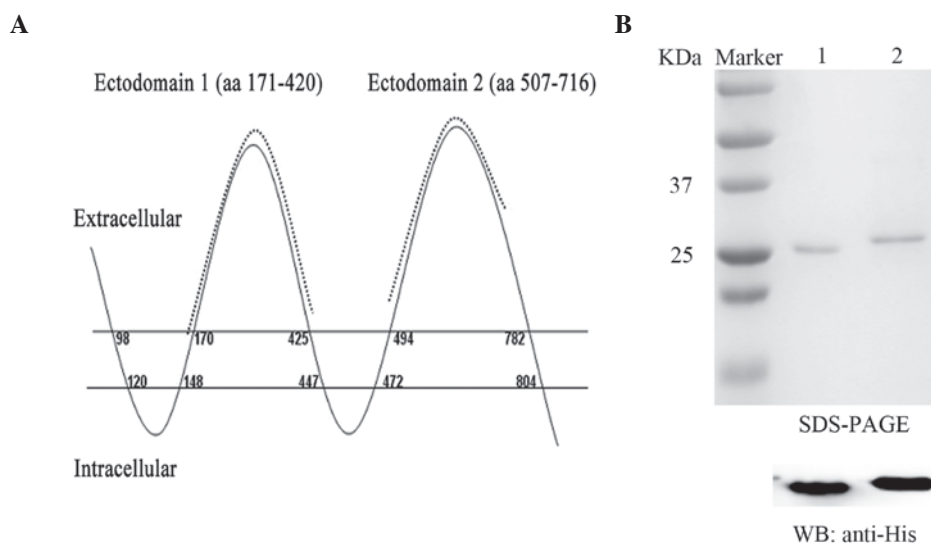 A
Ectodomain 1 (aa 171-420)
Ectodomain 2 (aa 507-716)
Extracellular
98
170
425
494
782
120
148
447
472
804
Intracellular
B
KDa
Marker
1
2
37
25
SDS-PAGE
WB: anti-His